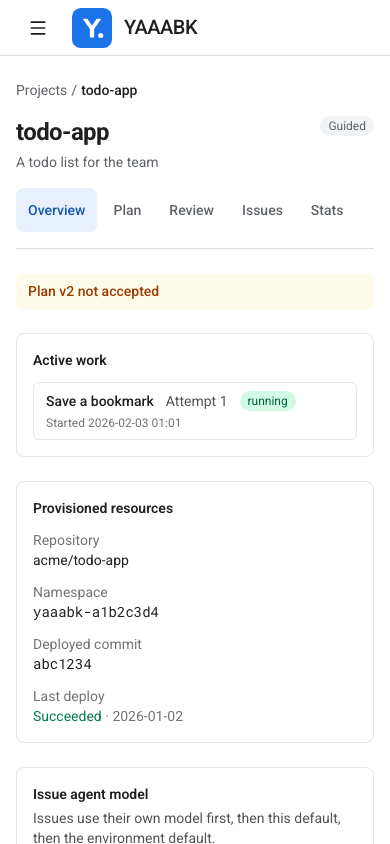 Y.
YAAABK
Projects / todo-app
todo-app
Guided
A todo list for the team
Overview Plan Review Issues Stats
Plan v2 not accepted
Active work
Save a bookmark Attempt 1 running
Started 2026-02-03 01:01
Provisioned resources
Repository
acme/todo-app
Namespace
yaaabk-a1b2c3d4
Deployed commit
abc1234
Last deploy
Succeeded · 2026-01-02
Issue agent model
Issues use their own model first, then this default,
then the environment default.